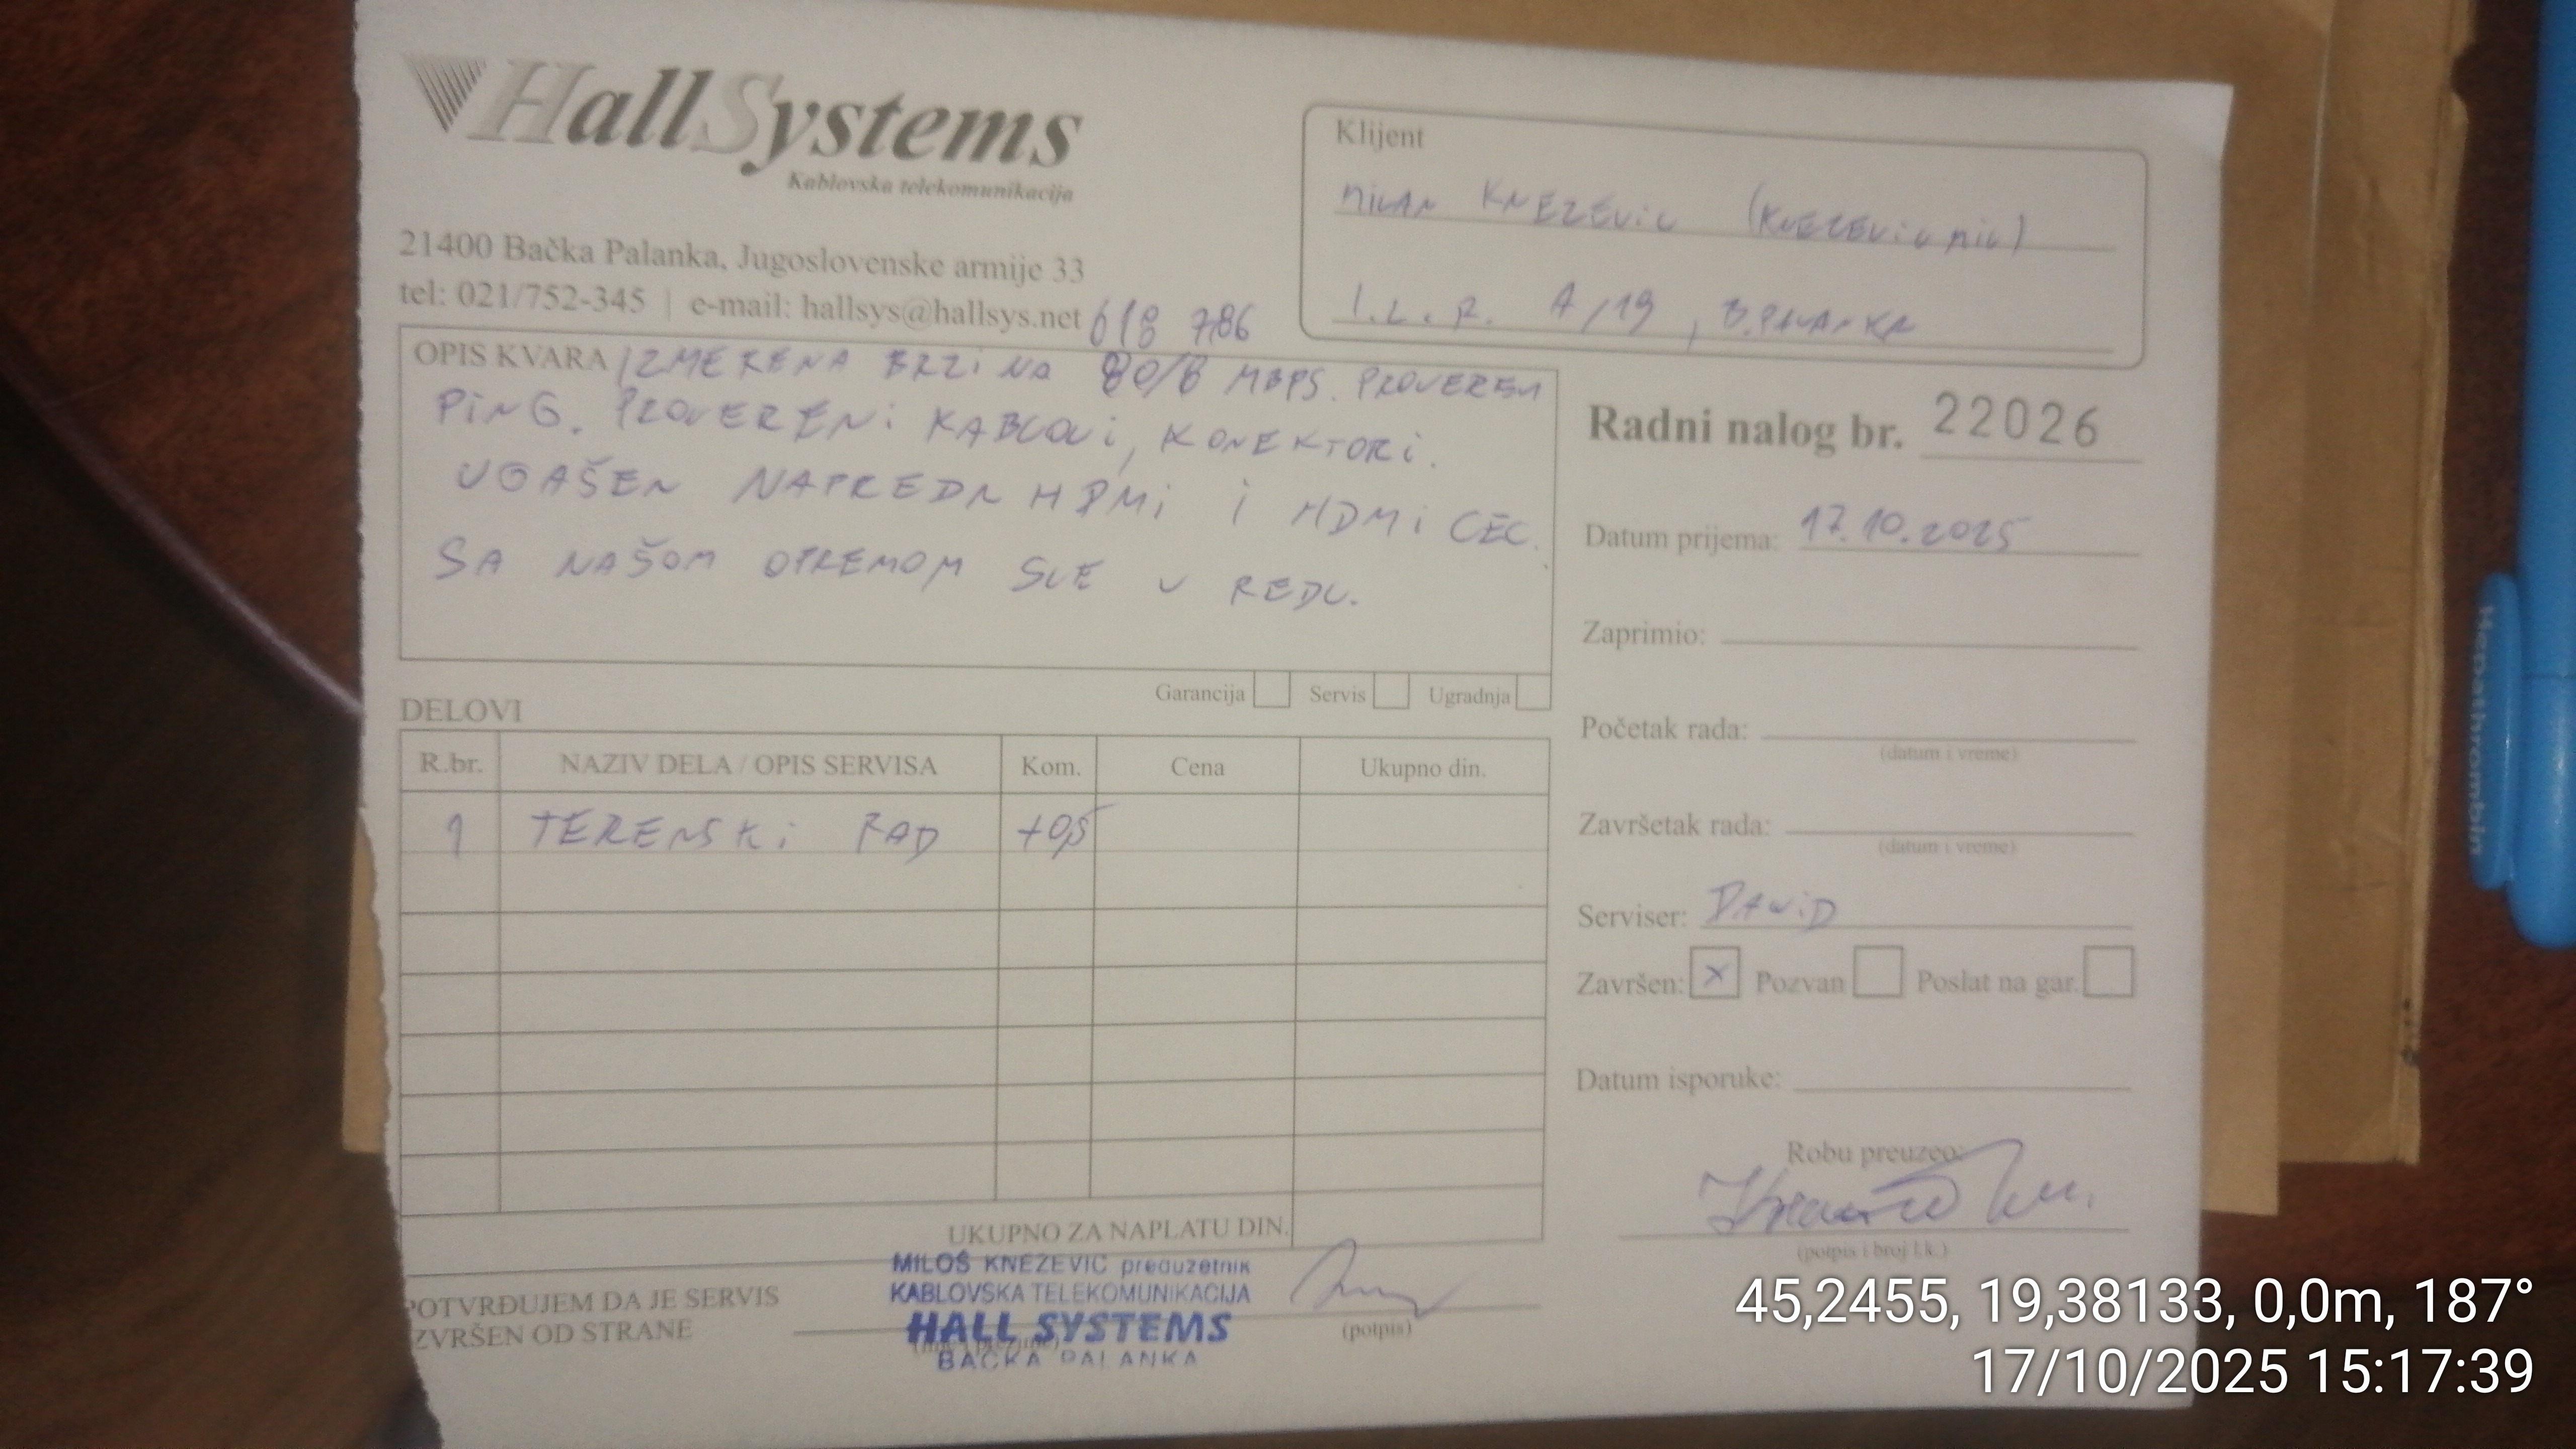 HallSystems
Kablovska telekomunikacija
21400 Bačka Palanka, Jugoslovenske armije 33
tel: 021/752-345 | e-mail: hallsys@hallsys.net
618 786
Klijent
MILAN KNEZEVIC (KNEZEVICMIL)
I.L.R. A/19, B.PALANKA
OPIS KVARA IZMERENA BRZINA 80/8 MBPS. PROVEREN
PING. PROVERENI KABLOVI, KONEKTORI.
UGAŠEN NAPREDN HDMI I HDMI CEC.
SA NAŠOM OPREMOM SVE U REDU.
Garancija Servis Ugradnja
Radni nalog br. 22026
Datum prijema: 17.10.2025
Zaprimio:
Početak rada:
(datum i vreme)
Završetak rada:
(datum i vreme)
Serviser: DAVID
Završen: x Pozvan Poslat na gar.
Datum isporuke:
Robu preuzeo:
(potpis i broj l.k.)
DELOVI
R.br. NAZIV DELA / OPIS SERVISA Kom. Cena Ukupno din.
1 TERENSKI RAD
UKUPNO ZA NAPLATU DIN.
POTVRĐUJEM DA JE SERVIS
IZVRŠEN OD STRANE
MILOŠ KNEŽEVIĆ preduzetnik
KABLOVSKA TELEKOMUNIKACIJA
HALL SYSTEMS
BAČKA PALANKA
(potpis)
Hepathrombin
45,2455, 19,38133, 0,0m, 187°
17/10/2025 15:17:39